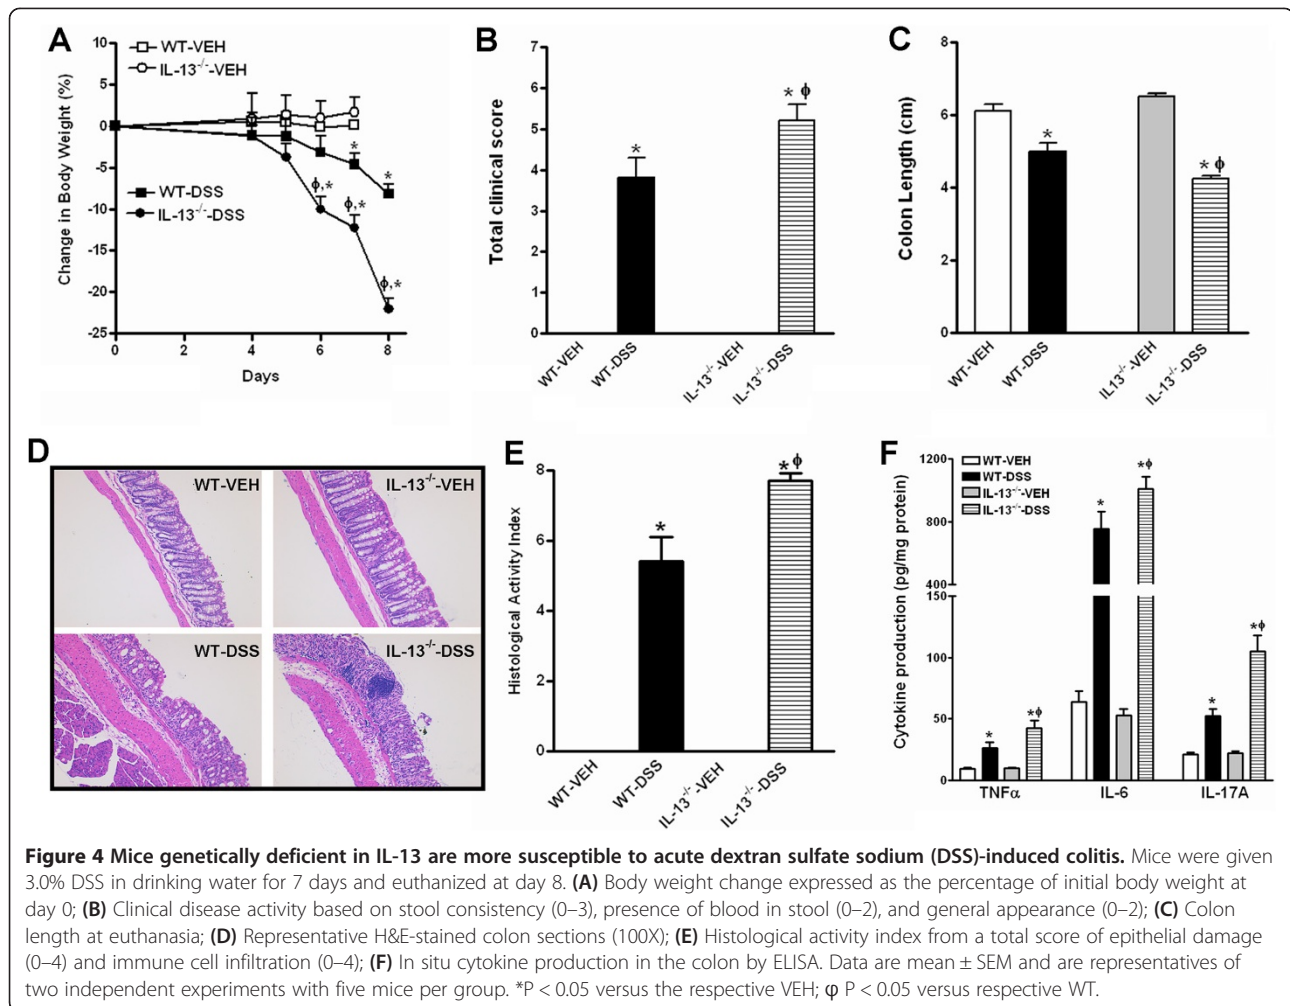 A
WT-VEH
IL-13-/--VEH
WT-DSS
IL-13-/--DSS
Change in Body Weight (%)
10
5
0
-5
-10
-15
-20
-25
*
*
ϕ,*
ϕ,*
ϕ,*
0 2 4 6 8
Days
B
Total clinical score
7
6
5
4
3
2
1
0
*
* ϕ
WT-VEH
WT-DSS
IL-13-/--VEH
IL-13-/--DSS
C
Colon Length (cm)
8
6
4
2
0
*
* ϕ
WT-VEH
WT-DSS
IL13-/--VEH
IL-13-/--DSS
D
WT-VEH
IL-13-/--VEH
WT-DSS
IL-13-/--DSS
E
Histological Activity Index
8
6
4
2
0
*
*ϕ
WT-VEH
WT-DSS
IL-13-/--VEH
IL-13-/--DSS
F
Cytokine production (pg/mg protein)
1200
800
400
150
100
50
0
WT-VEH
WT-DSS
IL-13-/--VEH
IL-13-/--DSS
*
*ϕ
*
*ϕ
*
*ϕ
TNFα IL-6 IL-17A
Figure 4 Mice genetically deficient in IL-13 are more susceptible to acute dextran sulfate sodium (DSS)-induced colitis. Mice were given
3.0% DSS in drinking water for 7 days and euthanized at day 8. (A) Body weight change expressed as the percentage of initial body weight at
day 0; (B) Clinical disease activity based on stool consistency (0–3), presence of blood in stool (0–2), and general appearance (0–2); (C) Colon
length at euthanasia; (D) Representative H&E-stained colon sections (100X); (E) Histological activity index from a total score of epithelial damage
(0–4) and immune cell infiltration (0–4); (F) In situ cytokine production in the colon by ELISA. Data are mean ± SEM and are representatives of
two independent experiments with five mice per group. *P < 0.05 versus the respective VEH; φ P < 0.05 versus respective WT.